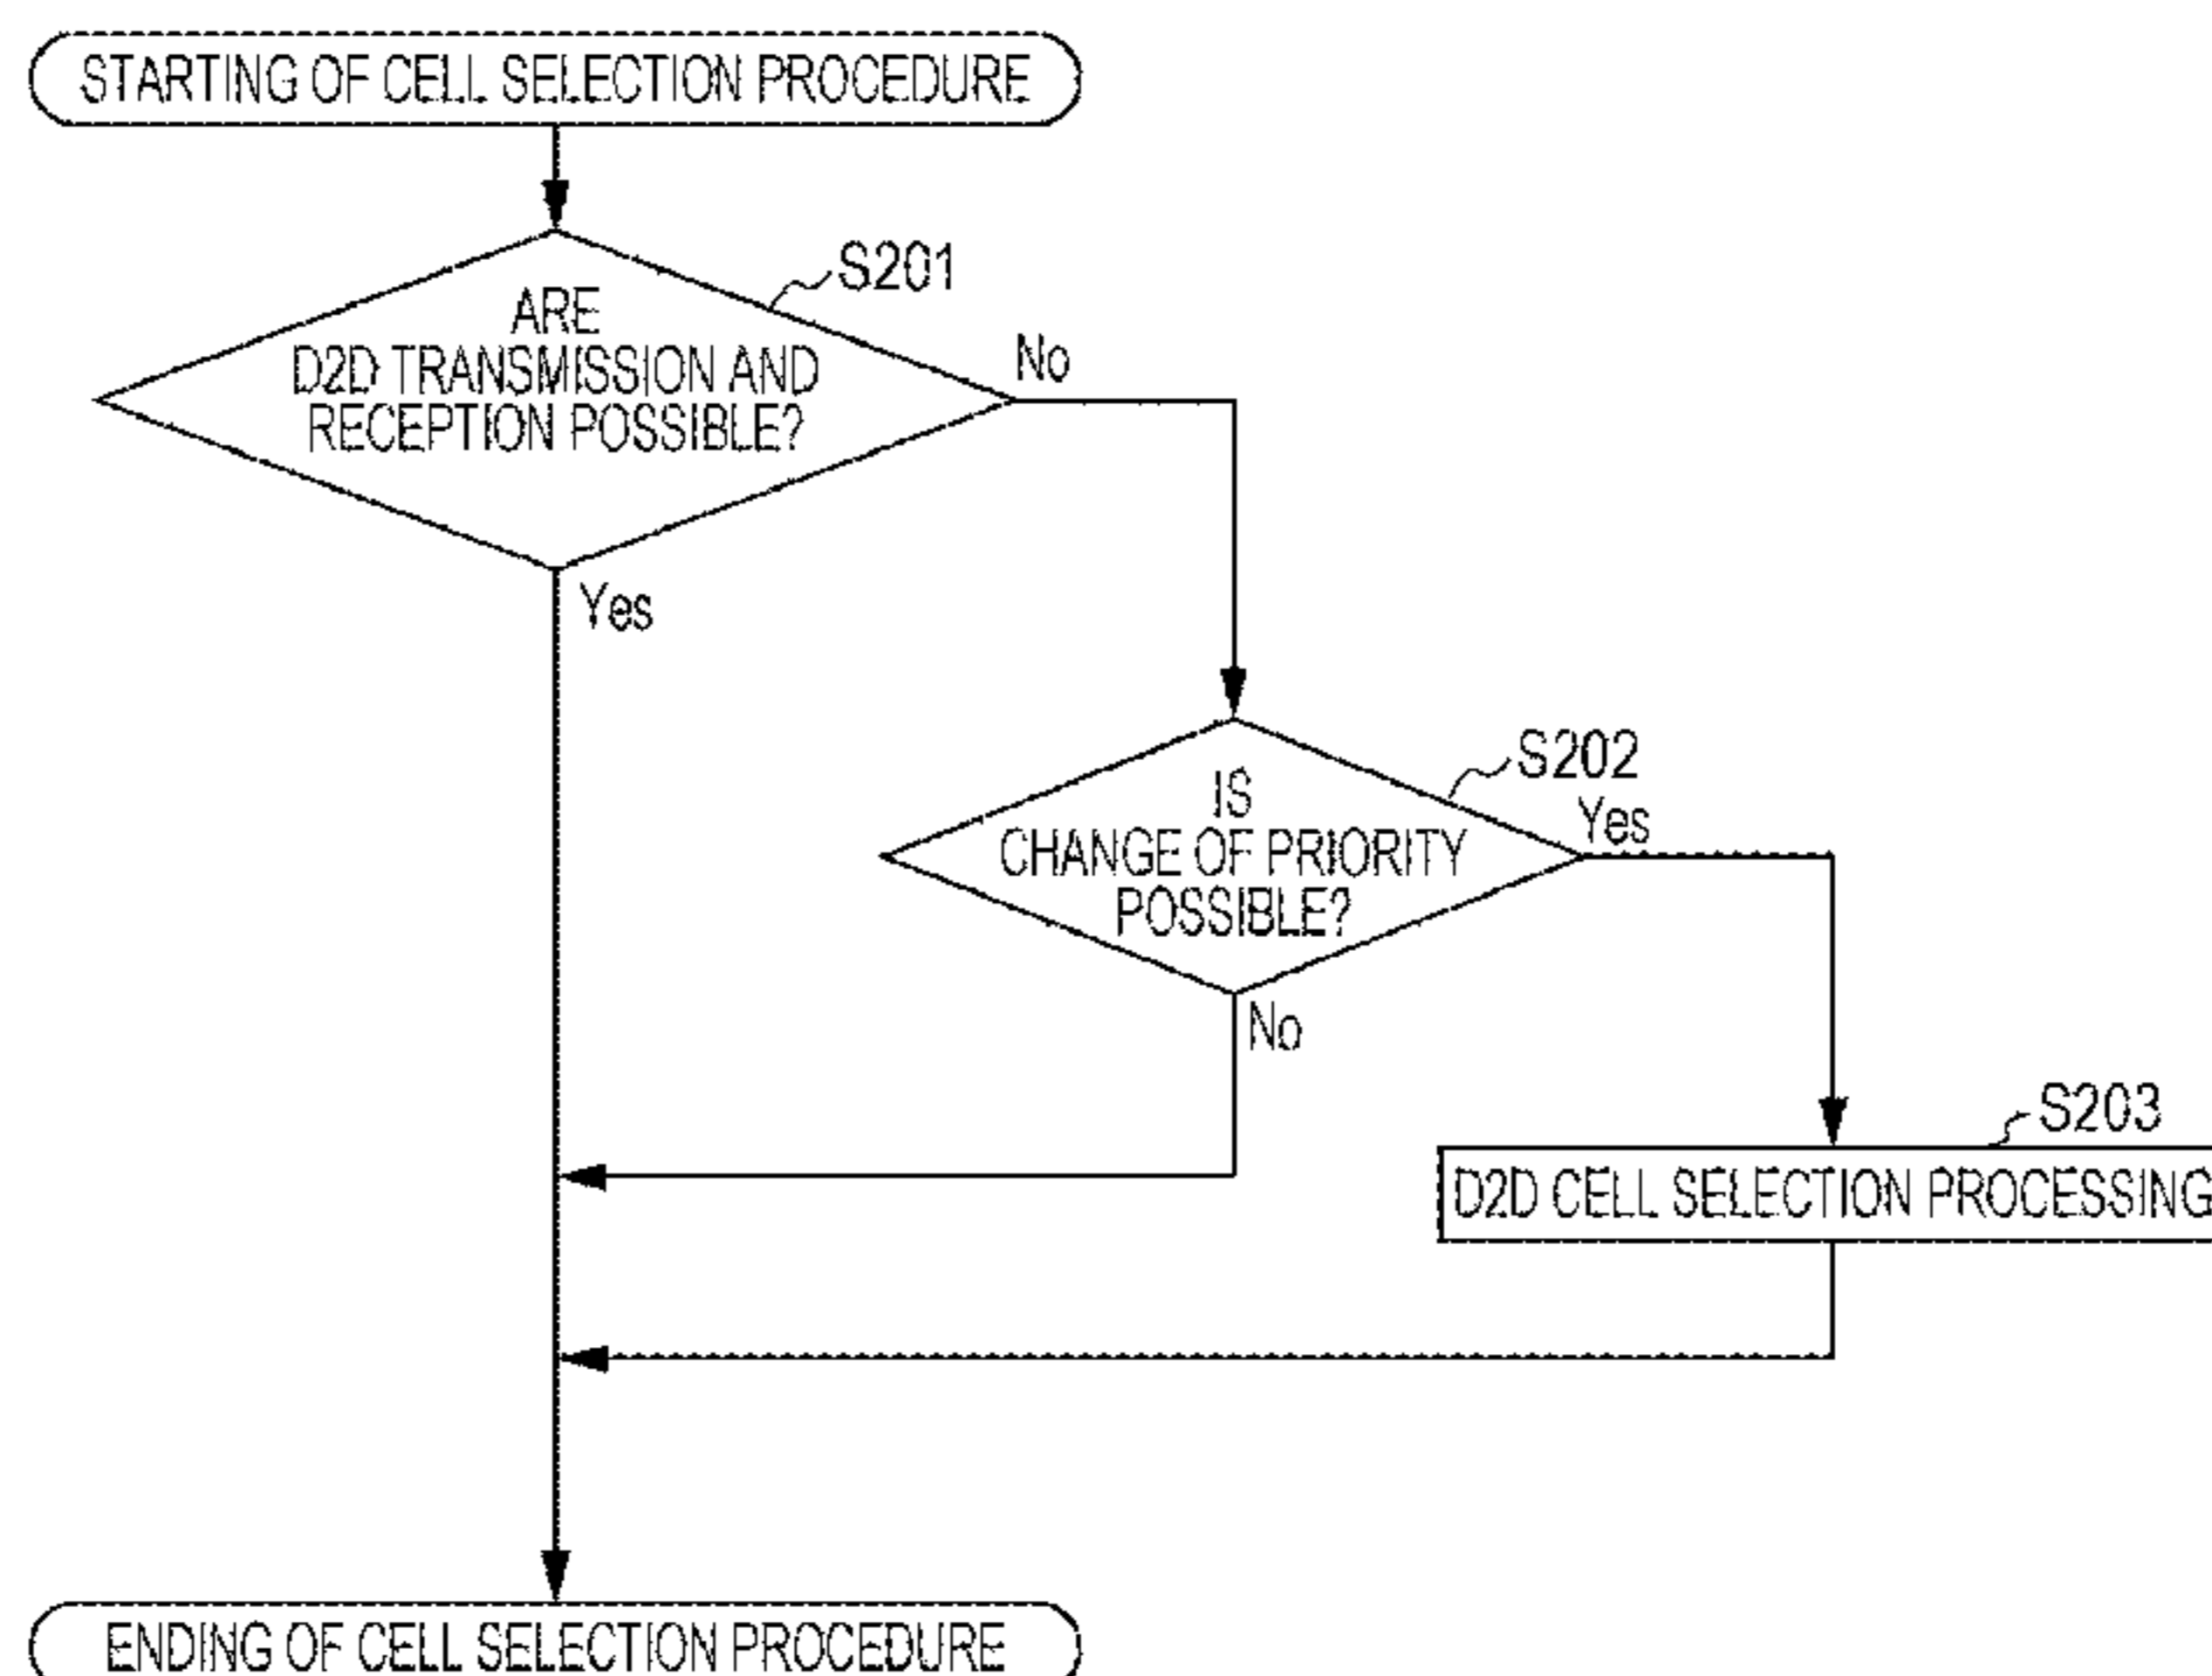 STARTING OF CELL SELECTION PROCEDURE
S201
ARE
D2D TRANSMISSION AND
RECEPTION POSSIBLE?
No
Yes
S202
IS
CHANGE OF PRIORITY
POSSIBLE?
Yes
No
S203
D2D CELL SELECTION PROCESSING
ENDING OF CELL SELECTION PROCEDURE